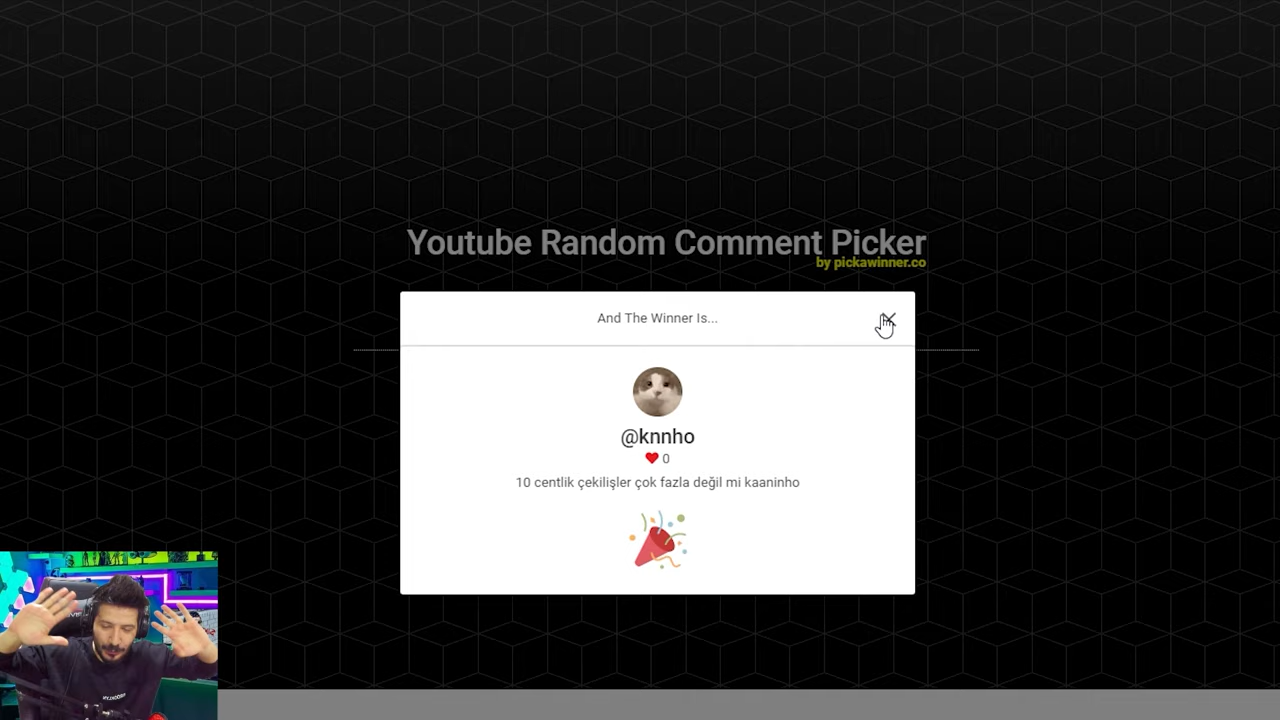 Youtube Random Comment Picker
by pickawinner.co
And The Winner Is...
@knnho
0
10 centlik çekilişler çok fazla değil mi kaaninho